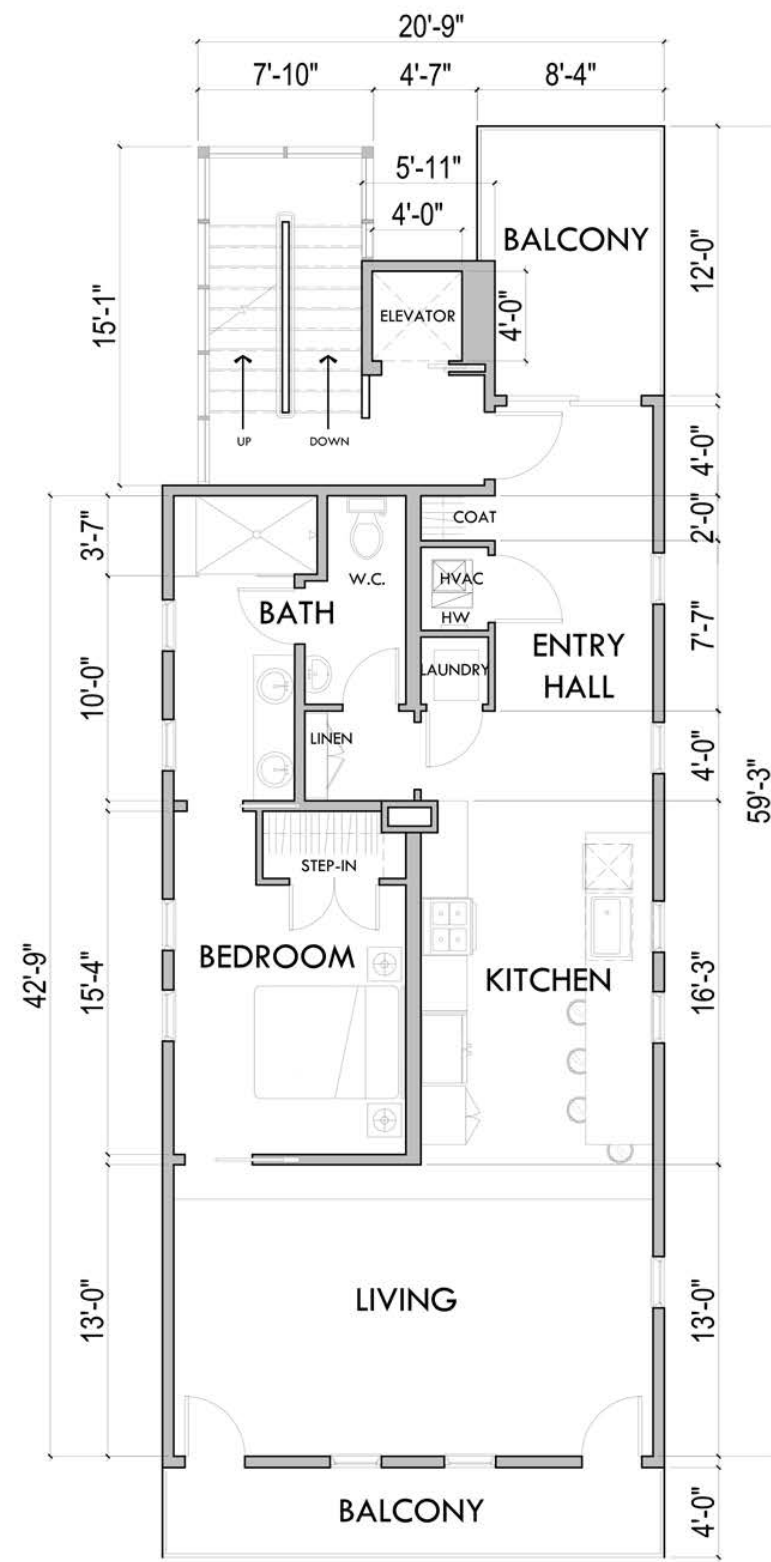 20'-9"
7'-10"
4'-7"
8'-4"
5'-11"
4'-0"
BALCONY
12'-0"
15'-1"
ELEVATOR
4'-0"
UP
DOWN
4'-0"
COAT
2'-0"
3'-7"
W.C.
HVAC
HW
BATH
7'-7"
ENTRY
HALL
LAUNDRY
10'-0"
LINEN
4'-0"
59'-3"
STEP-IN
BEDROOM
KITCHEN
42'-9"
15'-4"
16'-3"
LIVING
13'-0"
13'-0"
BALCONY
4'-0"